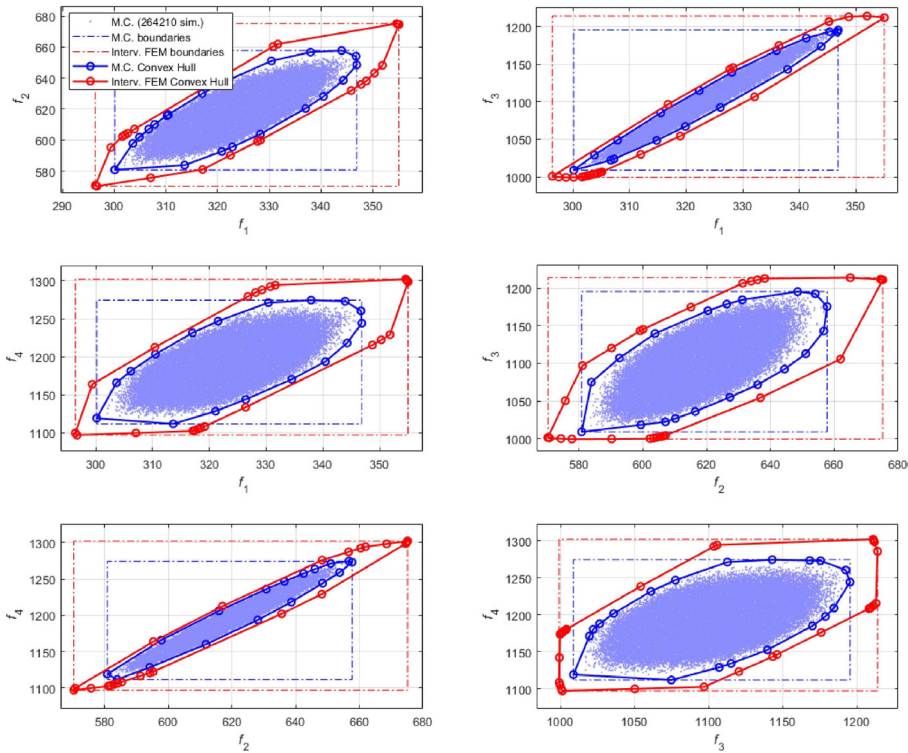 M.C. (264210 sim.)
M.C. boundaries
Interv. FEM boundaries
M.C. Convex Hull
Interv. FEM Convex Hull
680
660
640
620
600
580
f2
290 300 310 320 330 340 350
f1
1200
1150
1100
1050
1000
f3
300 310 320 330 340 350
f1
1300
1250
1200
1150
1100
f4
300 310 320 330 340 350
f1
1200
1150
1100
1050
1000
f3
580 600 620 640 660 680
f2
1300
1250
1200
1150
1100
f4
580 600 620 640 660 680
f2
1300
1250
1200
1150
1100
f4
1000 1050 1100 1150 1200
f3